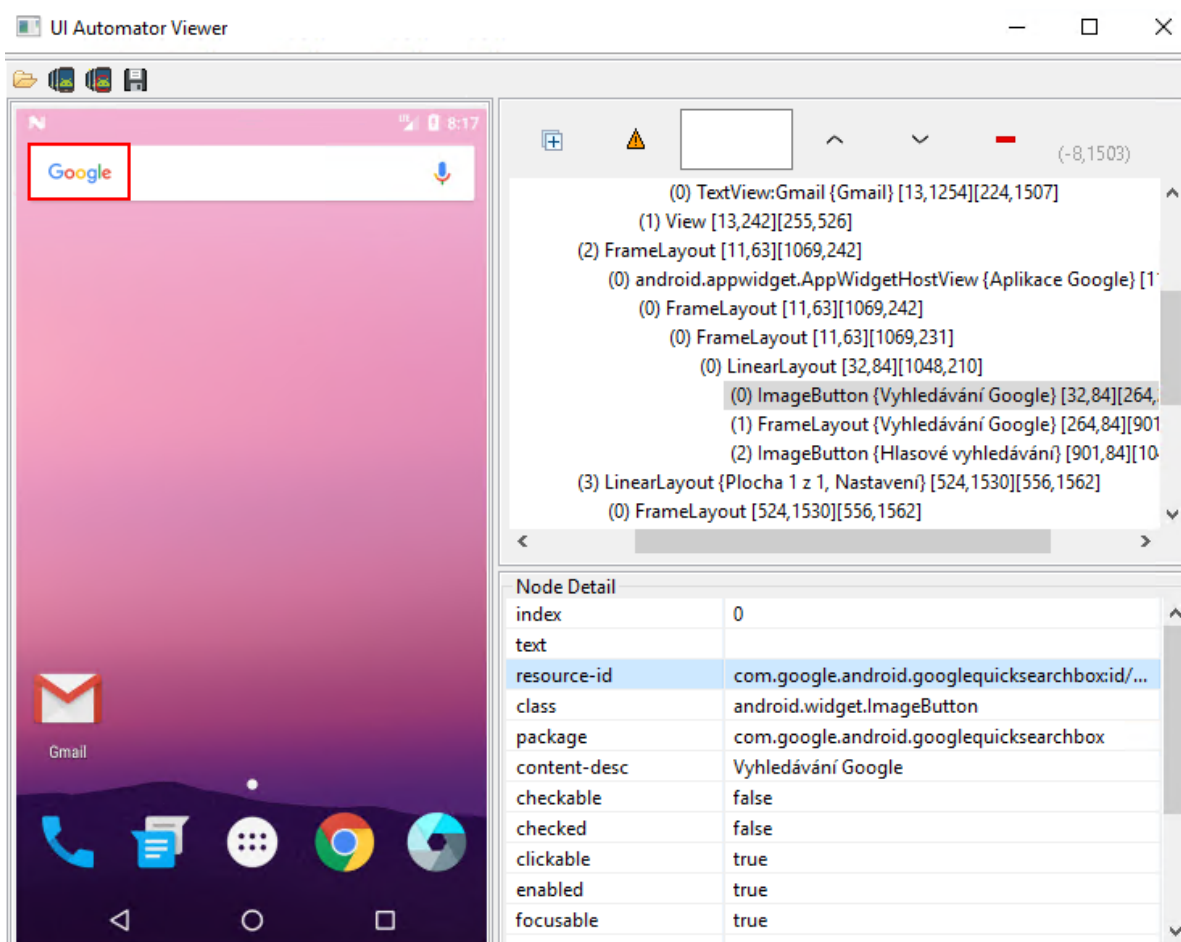 UI Automator Viewer
8:17
Google
Gmail
(-8,1503)
(0) TextView:Gmail {Gmail} [13,1254][224,1507]
(1) View [13,242][255,526]
(2) FrameLayout [11,63][1069,242]
(0) android.appwidget.AppWidgetHostView {Aplikace Google} [1
(0) FrameLayout [11,63][1069,242]
(0) FrameLayout [11,63][1069,231]
(0) LinearLayout [32,84][1048,210]
(0) ImageButton {Vyhledávání Google} [32,84][264,
(1) FrameLayout {Vyhledávání Google} [264,84][901
(2) ImageButton {Hlasové vyhledávání} [901,84][10
(3) LinearLayout {Plocha 1 z 1, Nastavení} [524,1530][556,1562]
(0) FrameLayout [524,1530][556,1562]
Node Detail
index 0
text
resource-id com.google.android.googlequicksearchbox:id/...
class android.widget.ImageButton
package com.google.android.googlequicksearchbox
content-desc Vyhledávání Google
checkable false
checked false
clickable true
enabled true
focusable true